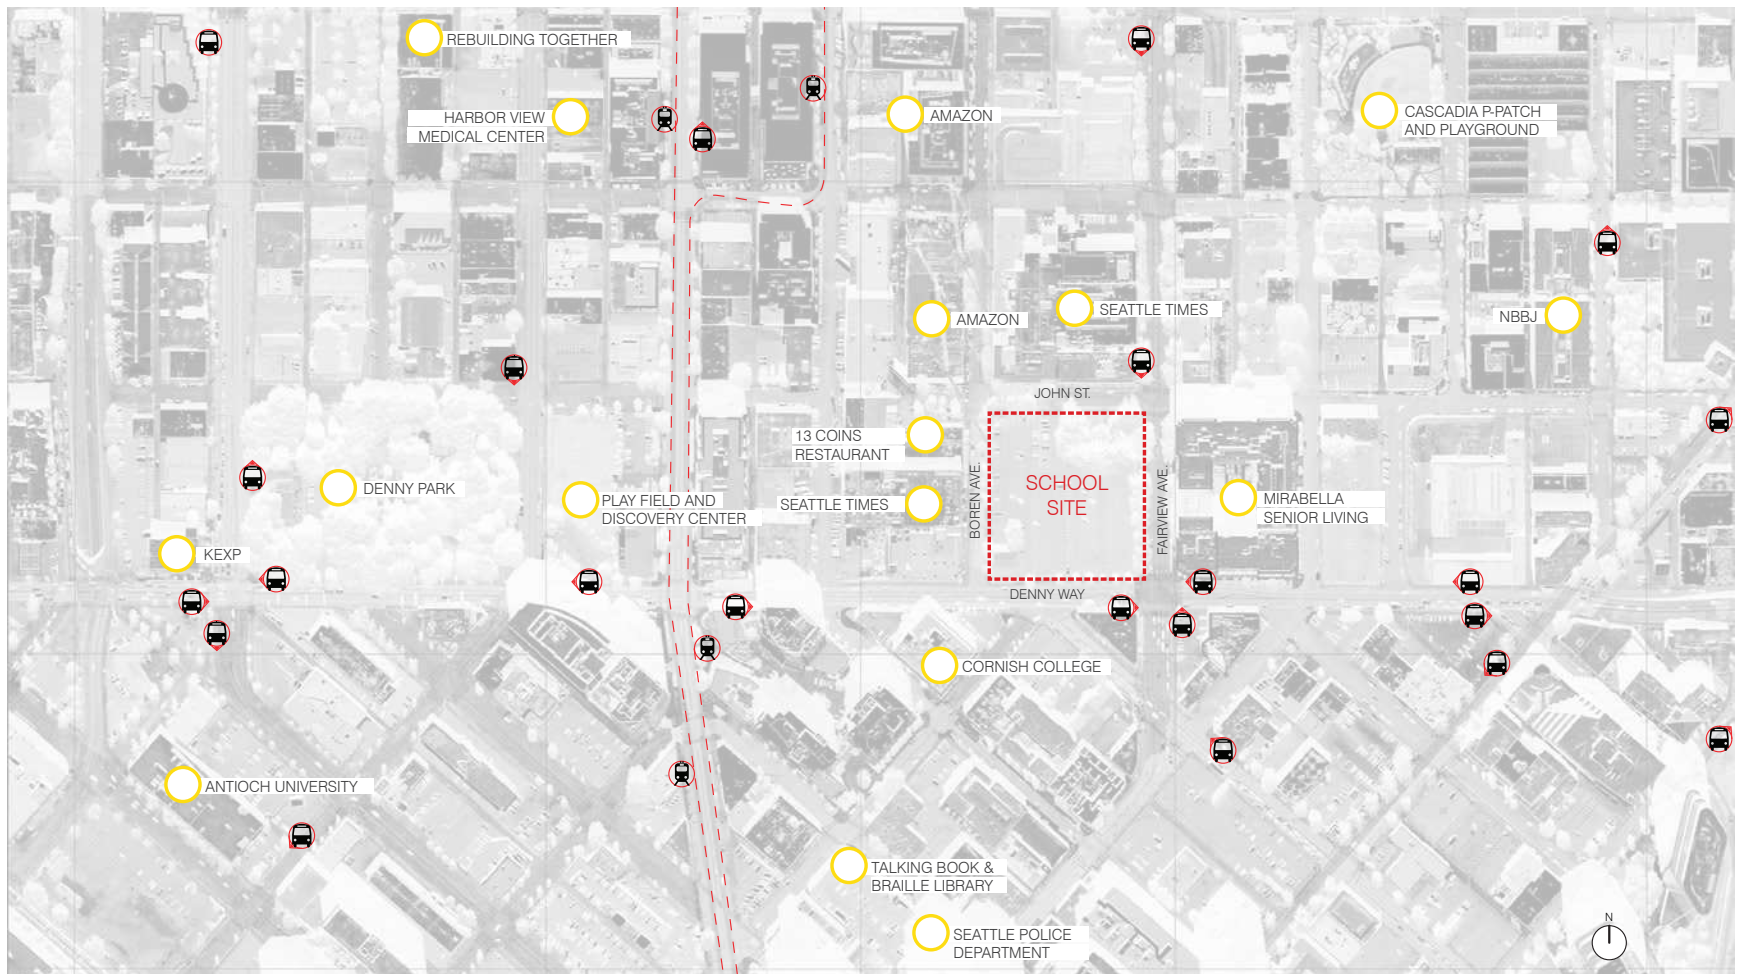 REBUILDING TOGETHER
HARBOR VIEW
MEDICAL CENTER
AMAZON
CASCADIA P-PATCH
AND PLAYGROUND
AMAZON
SEATTLE TIMES
NBBJ
JOHN ST.
13 COINS
RESTAURANT
DENNY PARK
PLAY FIELD AND
DISCOVERY CENTER
SEATTLE TIMES
BOREN AVE.
SCHOOL
SITE
FAIRVIEW AVE.
MIRABELLA
SENIOR LIVING
KEXP
DENNY WAY
CORNISH COLLEGE
ANTIOCH UNIVERSITY
TALKING BOOK &
BRAILLE LIBRARY
SEATTLE POLICE
DEPARTMENT
N